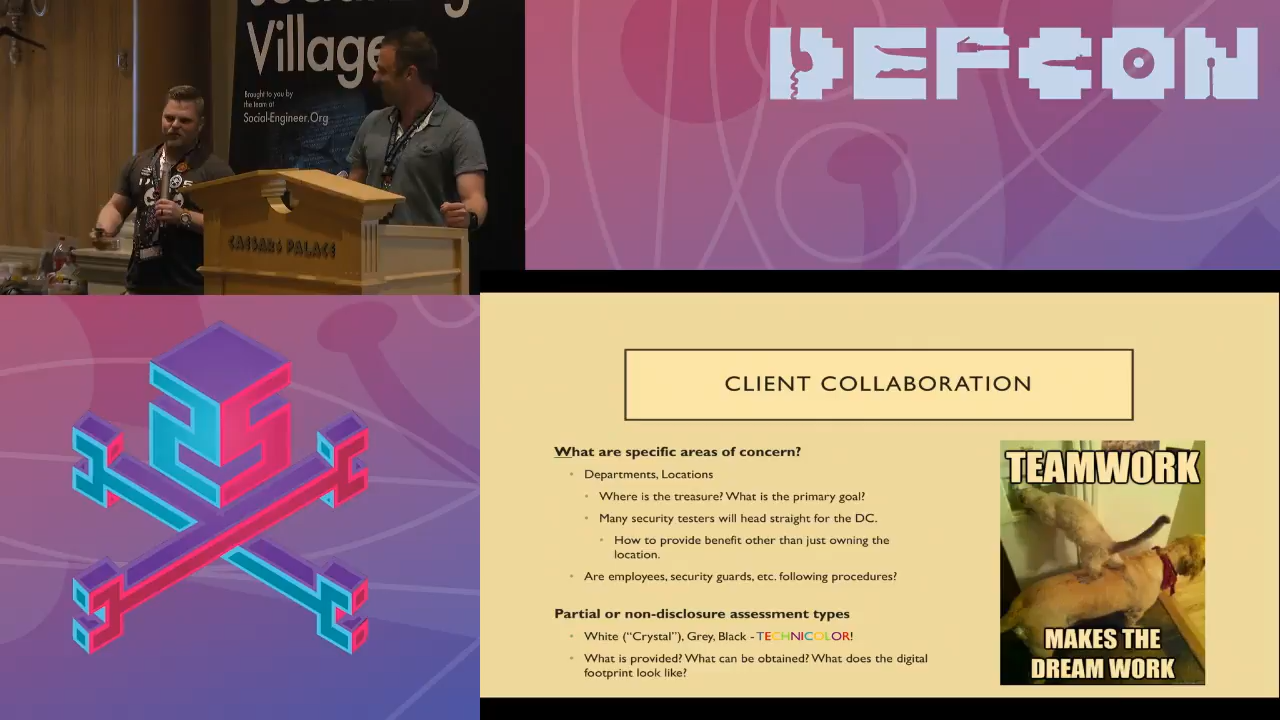 Village
Brought to you by
the team at
Social-Engineer.Org
CAESARS PALACE
DEFCON
CLIENT COLLABORATION
What are specific areas of concern?
Departments, Locations
Where is the treasure? What is the primary goal?
Many security testers will head straight for the DC.
How to provide benefit other than just owning the
location.
Are employees, security guards, etc. following procedures?
Partial or non-disclosure assessment types
White (“Crystal”), Grey, Black - TECHNICOLOR!
What is provided? What can be obtained? What does the digital
footprint look like?
TEAMWORK
MAKES THE
DREAM WORK